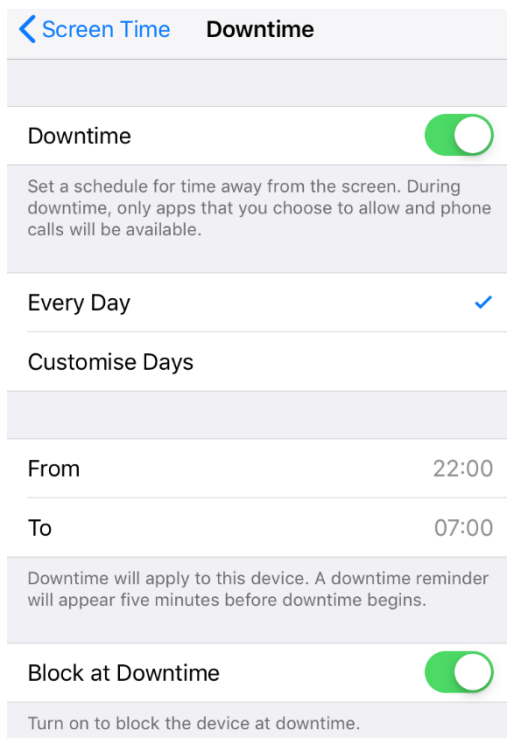 Screen Time Downtime
Downtime
Set a schedule for time away from the screen. During
downtime, only apps that you choose to allow and phone
calls will be available.
Every Day
Customise Days
From 22:00
To 07:00
Downtime will apply to this device. A downtime reminder
will appear five minutes before downtime begins.
Block at Downtime
Turn on to block the device at downtime.